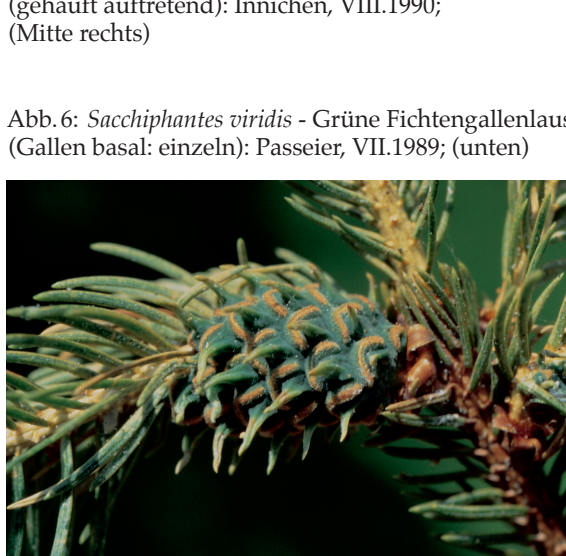 (gehäuft auftretend): Innichen, VIII.1990;
(Mitte rechts)
Abb. 6: Sacchiphantes viridis - Grüne Fichtengallenlaus
(Gallen basal: einzeln): Passeier, VII.1989; (unten)